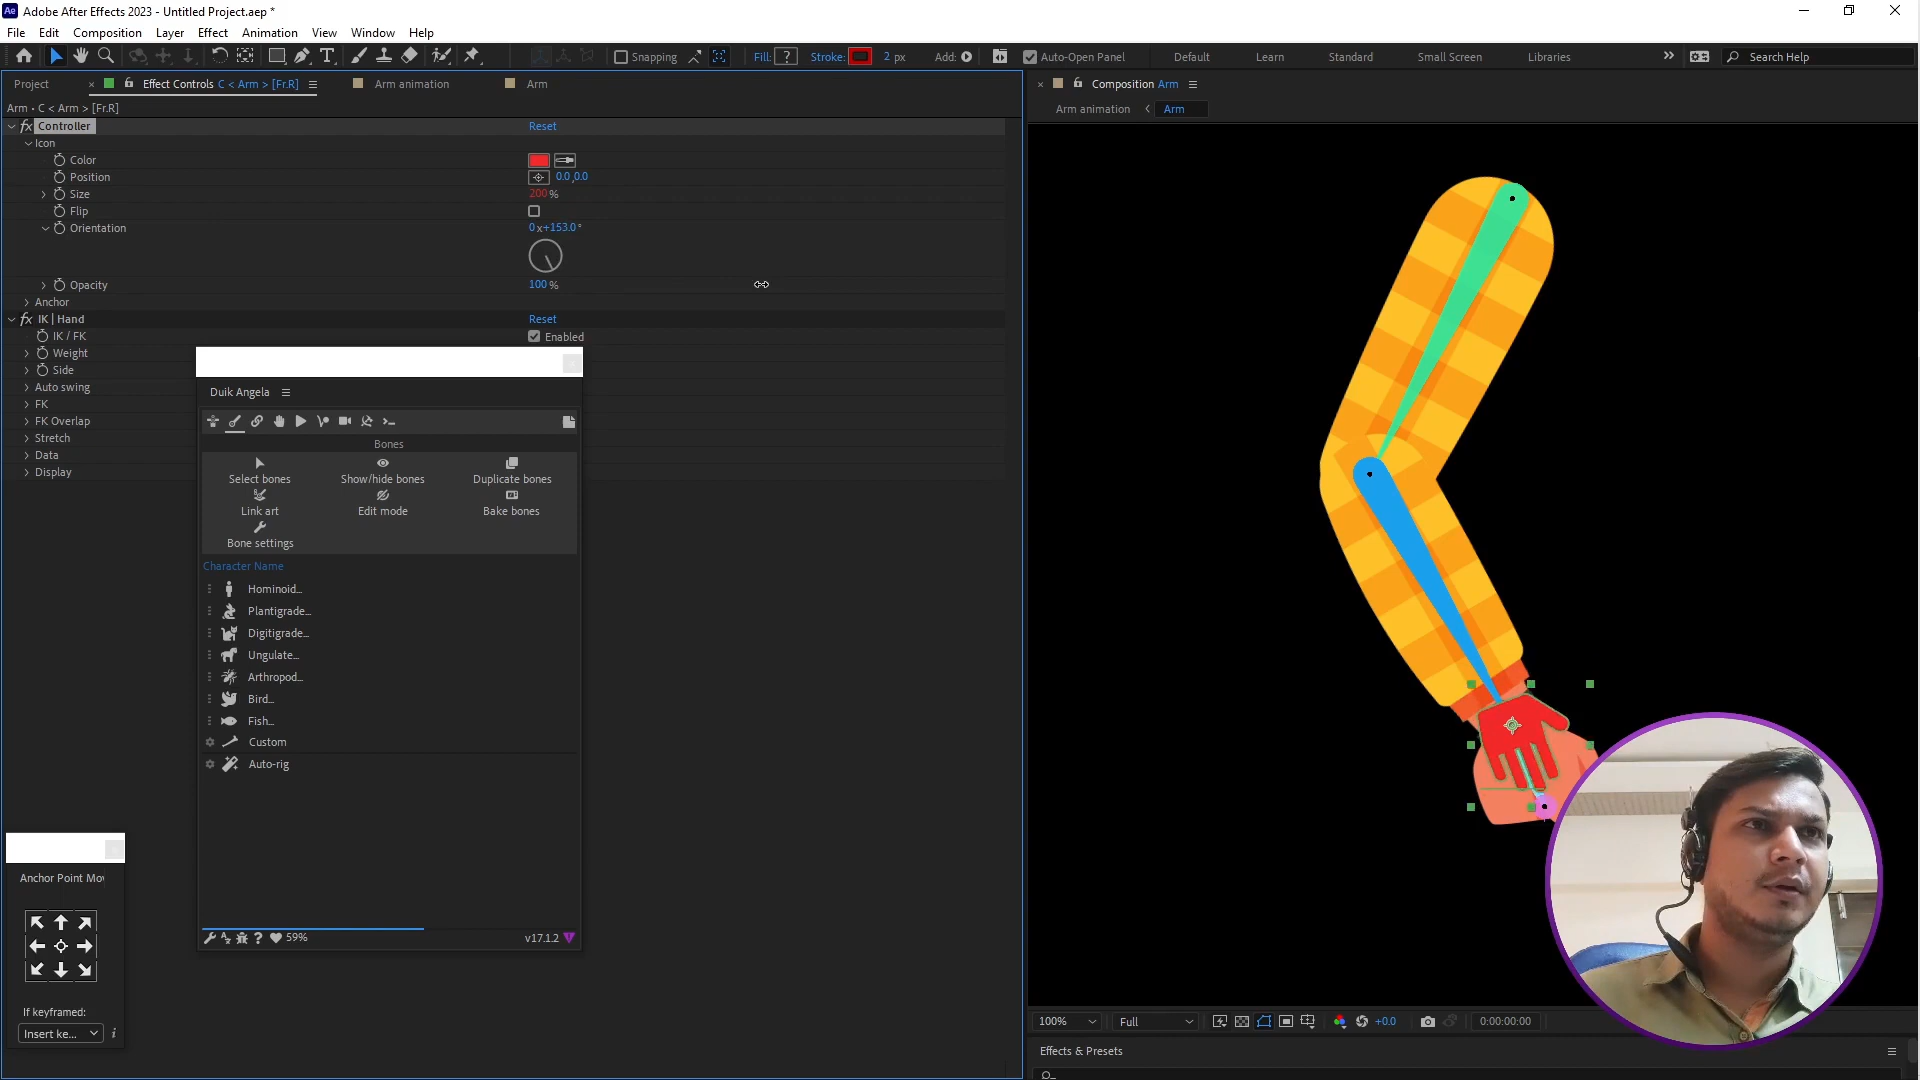 Adobe After Effects 2023 - Untitled Project.aep *
File Edit Composition Layer Effect Animation View Window Help
Snapping Fill: ? Stroke: 2 px Add: Auto-Open Panel Default Learn Standard Small Screen Libraries Search Help
Project Effect Controls C < Arm > [Fr.R] Arm animation Arm
Composition Arm
Arm • C < Arm > [Fr.R]
Arm animation Arm
fx Controller Reset
Icon
Color
Position 0.0,0.0
Size 200 %
Flip
Orientation 0x+153.0°
Opacity 100 %
Anchor
fx IK | Hand Reset
IK / FK Enabled
Weight
Side
Auto swing
FK
FK Overlap
Stretch
Data
Display
Duik Angela
Bones
Select bones Show/hide bones Duplicate bones
Link art Edit mode Bake bones
Bone settings
Character Name
Hominoid...
Plantigrade...
Digitigrade...
Ungulate...
Arthropod...
Bird...
Fish...
Custom
Auto-rig
59% v17.1.2
Anchor Point Mov
If keyframed:
Insert ke...
100% Full +0.0 0:00:00:00
Effects & Presets